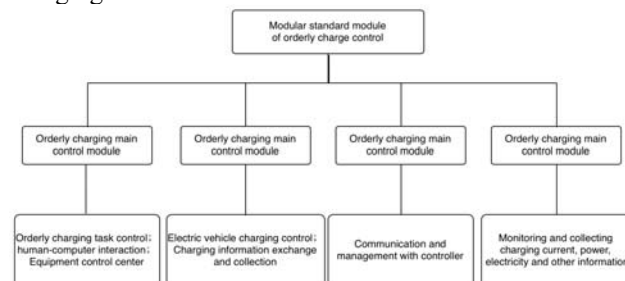 Modular standard module
of orderly charge control
Orderly charging main
control module
Orderly charging main
control module
Orderly charging main
control module
Orderly charging main
control module
Orderly charging task control;
human-computer interaction;
Equipment control center
Electric vehicle charging control;
Charging information exchange
and collection
Communication and
management with controller
Monitoring and collecting
charging current, power,
electricity and other information